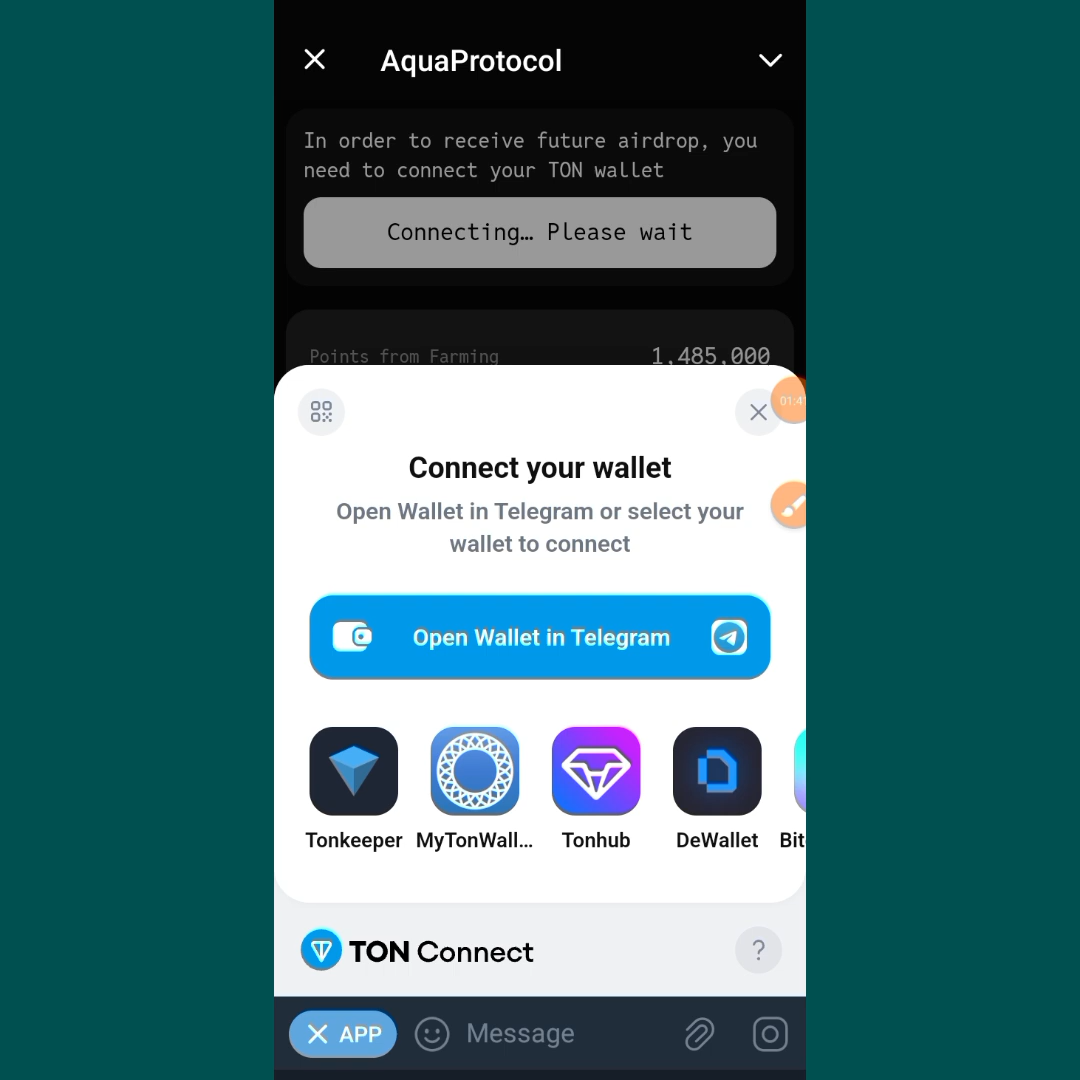 AquaProtocol
In order to receive future airdrop, you
need to connect your TON wallet
Connecting… Please wait
Points from Farming 1,485,000
Connect your wallet
Open Wallet in Telegram or select your
wallet to connect
Open Wallet in Telegram
Tonkeeper MyTonWall... Tonhub DeWallet
TON Connect
?
APP Message